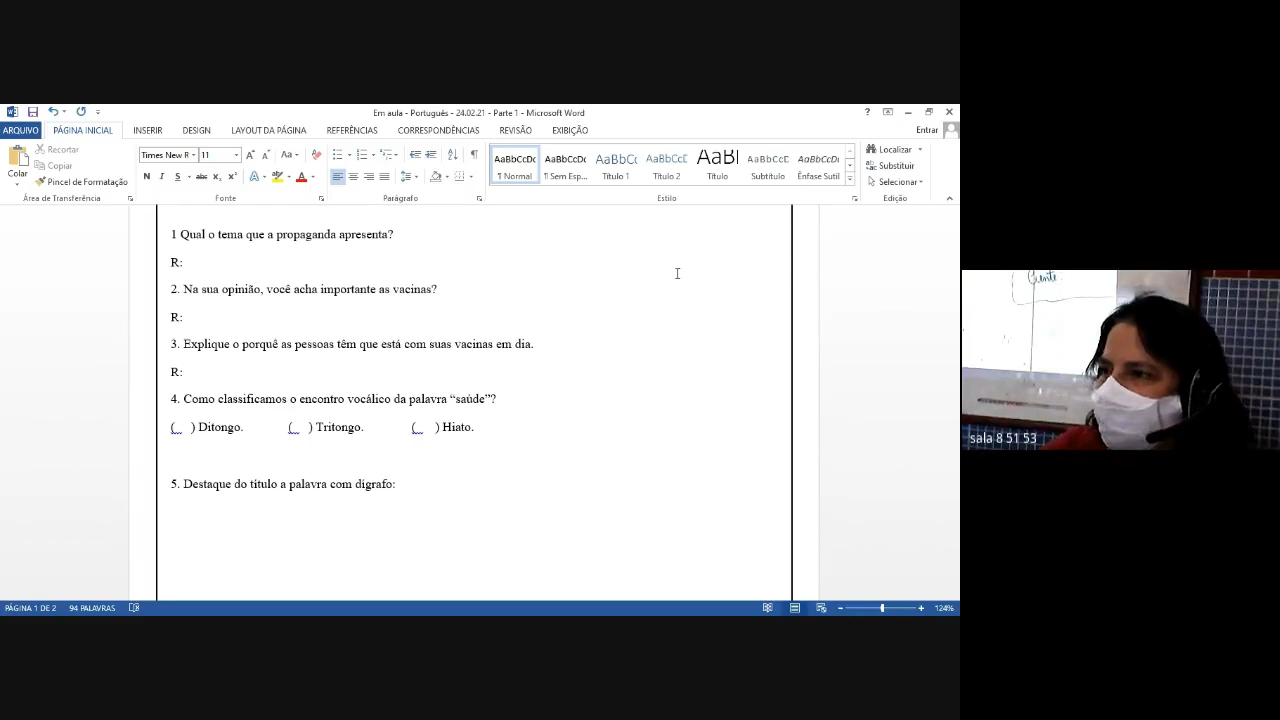 Em aula - Português - 24.02.21 - Parte 1 - Microsoft Word
Entrar
ARQUIVO PÁGINA INICIAL INSERIR DESIGN LAYOUT DA PÁGINA REFERÊNCIAS CORRESPONDÊNCIAS REVISÃO EXIBIÇÃO
Colar
Recortar
Copiar
Pincel de Formatação
Área de Transferência
Times New R 11
N I S abc X₂ X²
Fonte
Parágrafo
AaBbCcDc AaBbCcDc AaBbCc AaBbCcD AaBl AaBbCcD AaBbCcDc
¶ Normal ¶ Sem Esp... Título 1 Título 2 Título Subtítulo Ênfase Sutil
Estilo
Localizar
Substituir
Selecionar
Edição
1 Qual o tema que a propaganda apresenta?
R:
2. Na sua opinião, você acha importante as vacinas?
R:
3. Explique o porquê as pessoas têm que está com suas vacinas em dia.
R:
4. Como classificamos o encontro vocálico da palavra “saúde”?
( ) Ditongo. ( ) Tritongo. ( ) Hiato.
5. Destaque do título a palavra com dígrafo:
PÁGINA 1 DE 2 94 PALAVRAS
124%
sala 8 51 53